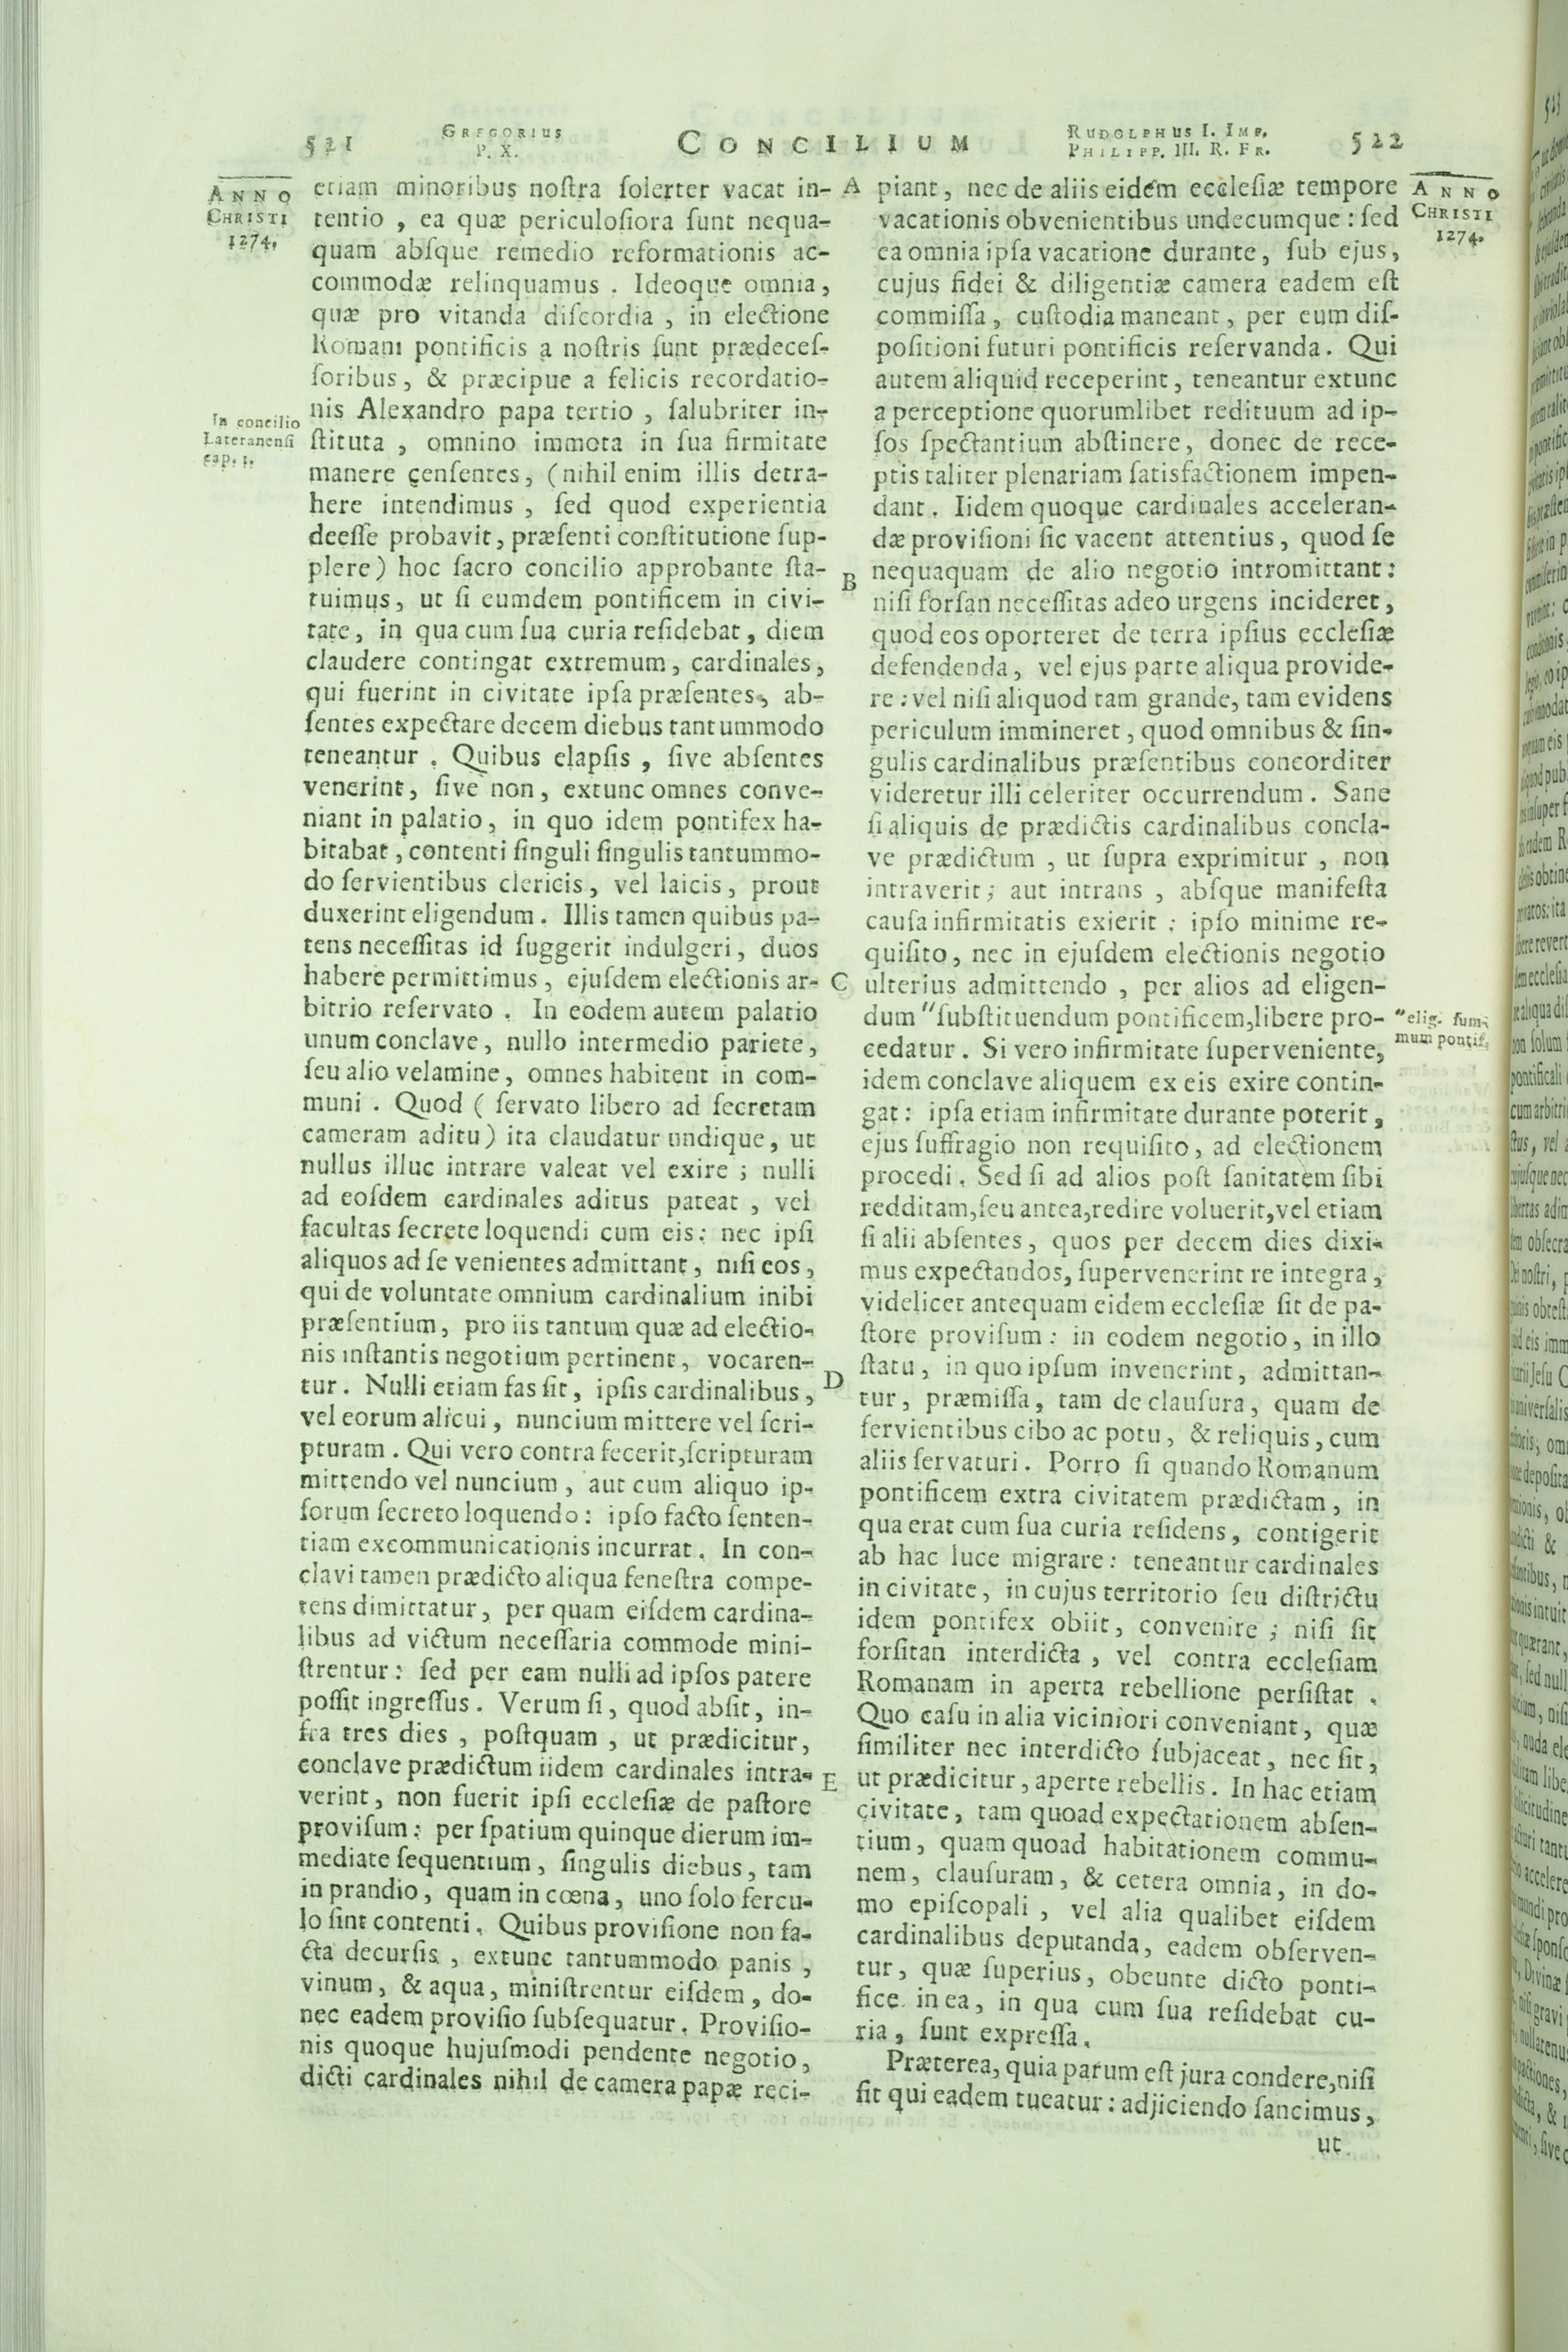 521
GREGORIUS
P. X.
CONCILIUM
RUDOLPHUS I. IMP.
PHILIPP. III. R. FR.
522
ANNO
CHRISTI
1274.
etiam minoribus noſtra ſolerter vacat in-
tentio, ea quæ periculoſiora ſunt nequa-
quam abſque remedio reformationis ac-
commodæ relinquamus. Ideoque omnia,
quæ pro vitanda diſcordia, in electione
Romani pontificis a noſtris ſunt prædeceſ-
ſoribus, & præcipue a felicis recordatio-
nis Alexandro papa tertio, ſalubriter in-
ſtituta, omnino immota in ſua firmitate
manere cenſentes, (nihil enim illis detra-
here intendimus, ſed quod experientia
deeſſe probavit, præſenti conſtitutione ſup-
plere) hoc ſacro concilio approbante ſta-
tuimus, ut ſi eumdem pontificem in civi-
tate, in qua cum ſua curia reſidebat, diem
claudere contingat extremum, cardinales,
qui fuerint in civitate ipſa præſentes, ab-
ſentes expectare decem diebus tantummodo
teneantur. Quibus elapſis, ſive abſentes
venerint, ſive non, extunc omnes conve-
niant in palatio, in quo idem pontifex ha-
bitabat, contenti ſinguli ſingulis tantummo-
do ſervientibus clericis, vel laicis, prout
duxerint eligendum. Illis tamen quibus pa-
tens neceſſitas id ſuggerit indulgeri, duos
habere permittimus, ejuſdem electionis ar-
bitrio reſervato. In eodem autem palatio
unum conclave, nullo intermedio pariete,
ſeu alio velamine, omnes habitent in com-
muni. Quod (ſervato libero ad ſecretam
cameram aditu) ita claudatur undique, ut
nullus illuc intrare valeat vel exire; nulli
ad eoſdem cardinales aditus pateat, vel
facultas ſecrete loquendi cum eis: nec ipſi
aliquos ad ſe venientes admittant, niſi eos,
qui de voluntate omnium cardinalium inibi
præſentium, pro iis tantum quæ ad electio-
nis inſtantis negotium pertinent, vocaren-
tur. Nulli etiam fas ſit, ipſis cardinalibus,
vel eorum alicui, nuncium mittere vel ſcri-
pturam. Qui vero contra fecerit, ſcripturam
mittendo vel nuncium, aut cum aliquo ip-
ſorum ſecreto loquendo: ipſo facto ſenten-
tiam excommunicationis incurrat. In con-
clavi tamen prædicto aliqua feneſtra compe-
tens dimittatur, per quam eiſdem cardina-
libus ad victum neceſſaria commode mini-
ſtrentur: ſed per eam nulli ad ipſos patere
poſſit ingreſſus. Verum ſi, quod abſit, in-
fra tres dies, poſtquam, ut prædicitur,
conclave prædictum iidem cardinales intra-
verint, non fuerit ipſi eccleſiæ de paſtore
proviſum: per ſpatium quinque dierum im-
mediate ſequentium, ſingulis diebus, tam
in prandio, quam in cœna, uno ſolo fercu-
lo ſint contenti. Quibus proviſione non fa-
cta decurſis, extunc tantummodo panis,
vinum, & aqua, miniſtrentur eiſdem, do-
nec eadem proviſio ſubſequatur. Proviſio-
nis quoque hujuſmodi pendente negotio,
dicti cardinales nihil de camera papæ reci-
In concilio
Lateranenſi
cap. 1.
A
B
C
D
E
piant, nec de aliis eidem eccleſiæ tempore
vacationis obvenientibus undecumque: ſed
ea omnia ipſa vacatione durante, ſub ejus,
cujus fidei & diligentiæ camera eadem eſt
commiſſa, cuſtodia maneant, per eum diſ-
poſitioni futuri pontificis reſervanda. Qui
autem aliquid receperint, teneantur extunc
a perceptione quorumlibet redituum ad ip-
ſos ſpectantium abſtinere, donec de rece-
ptis taliter plenariam ſatisfactionem impen-
dant. Iidem quoque cardinales acceleran-
dæ proviſioni ſic vacent attentius, quod ſe
nequaquam de alio negotio intromittant:
niſi forſan neceſſitas adeo urgens incideret,
quod eos oporteret de terra ipſius eccleſiæ
defendenda, vel ejus parte aliqua provide-
re: vel niſi aliquod tam grande, tam evidens
periculum immineret, quod omnibus & ſin-
gulis cardinalibus præſentibus concorditer
videretur illi celeriter occurrendum. Sane
ſi aliquis de prædictis cardinalibus concla-
ve prædictum, ut ſupra exprimitur, non
intraverit; aut intrans, abſque manifeſta
cauſa infirmitatis exierit: ipſo minime re-
quiſito, nec in ejuſdem electionis negotio
ulterius admittendo, per alios ad eligen-
dum "ſubſtituendum pontificem, libere pro-
cedatur. Si vero infirmitate ſuperveniente,
idem conclave aliquem ex eis exire contin-
gat: ipſa etiam infirmitate durante poterit,
ejus ſuffragio non requiſito, ad electionem
procedi. Sed ſi ad alios poſt ſanitatem ſibi
redditam, ſeu antea, redire voluerit, vel etiam
ſi alii abſentes, quos per decem dies dixi-
mus expectandos, ſupervenerint re integra,
videlicet antequam eidem eccleſiæ ſit de pa-
ſtore proviſum: in eodem negotio, in illo
ſtatu, in quo ipſum invenerint, admittan-
tur, præmiſſa, tam de clauſura, quam de
ſervientibus cibo ac potu, & reliquis, cum
aliis ſervaturi. Porro ſi quando Romanum
pontificem extra civitatem prædictam, in
qua erat cum ſua curia reſidens, contigerit
ab hac luce migrare: teneantur cardinales
in civitate, in cujus territorio ſeu diſtrictu
idem pontifex obiit, convenire; niſi ſit
forſitan interdicta, vel contra eccleſiam
Romanam in aperta rebellione perſiſtat.
Quo caſu in alia viciniori conveniant, quæ
ſimiliter nec interdicto ſubjaceat, nec ſit,
ut prædicitur, aperte rebellis. In hac etiam
civitate, tam quoad expectationem abſen-
tium, quam quoad habitationem commu-
nem, clauſuram, & cetera omnia, in do-
mo epiſcopali, vel alia qualibet eiſdem
cardinalibus deputanda, eadem obſerven-
tur, quæ ſuperius, obeunte dicto ponti-
fice in ea, in qua cum ſua reſidebat cu-
ria, ſunt expreſſa.
Præterea, quia parum eſt jura condere, niſi
ſit qui eadem tueatur: adjiciendo ſancimus,
ut
ANNO
CHRISTI
1274.
"elig. ſum-
mum pontif.